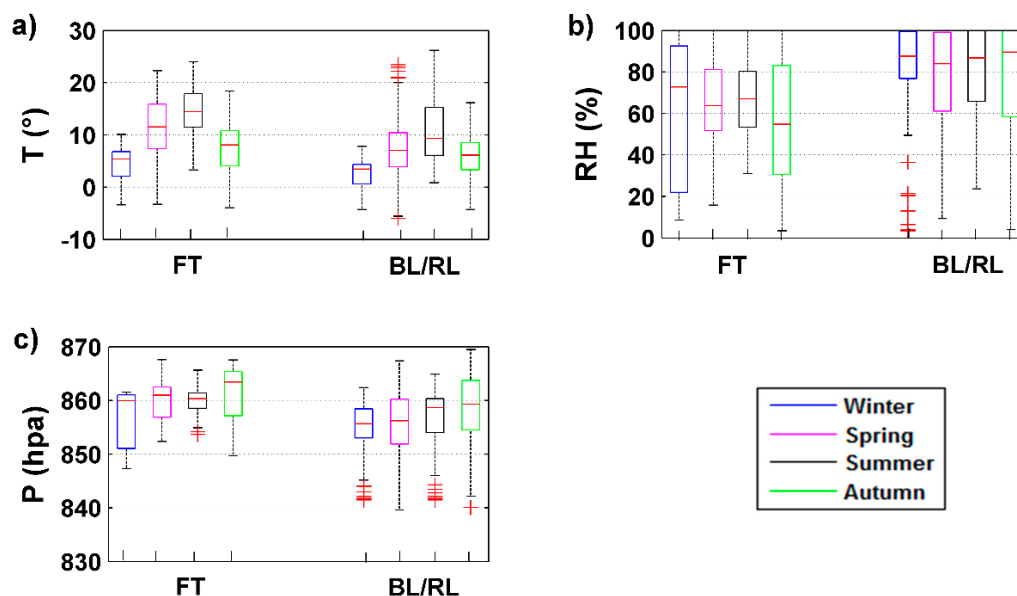 a)
T (°)
30
20
10
0
-10
FT
BL/RL
b)
RH (%)
100
80
60
40
20
0
FT
BL/RL
c)
P (hpa)
870
860
850
840
830
FT
BL/RL
Winter
Spring
Summer
Autumn